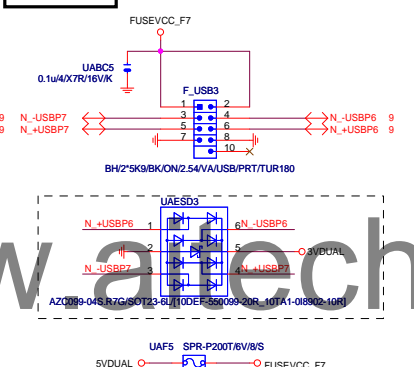 FUSEVCC_F7
UABC5
0.1u/4/X7R/16V/K
F_USB3
1 2
9 N_-USBP7 3 4 N_-USBP6 9
9 N_+USBP7 5 6 N_+USBP6 9
7 8
10
BH/2*5K9/BK/ON/2.54/VA/USB/PRT/TUR180
UAESD3
N_+USBP6 1 6 N_-USBP6
2 5 3VDUAL
N_-USBP7 3 4 N_+USBP7
w.altech
AZC099-04S.R7G/SOT23-6L/[10DEF-550099-20R_10TA1-0I8902-10R]
UAF5 SPR-P200T/6V/8/S
5VDUAL FUSEVCC_F7